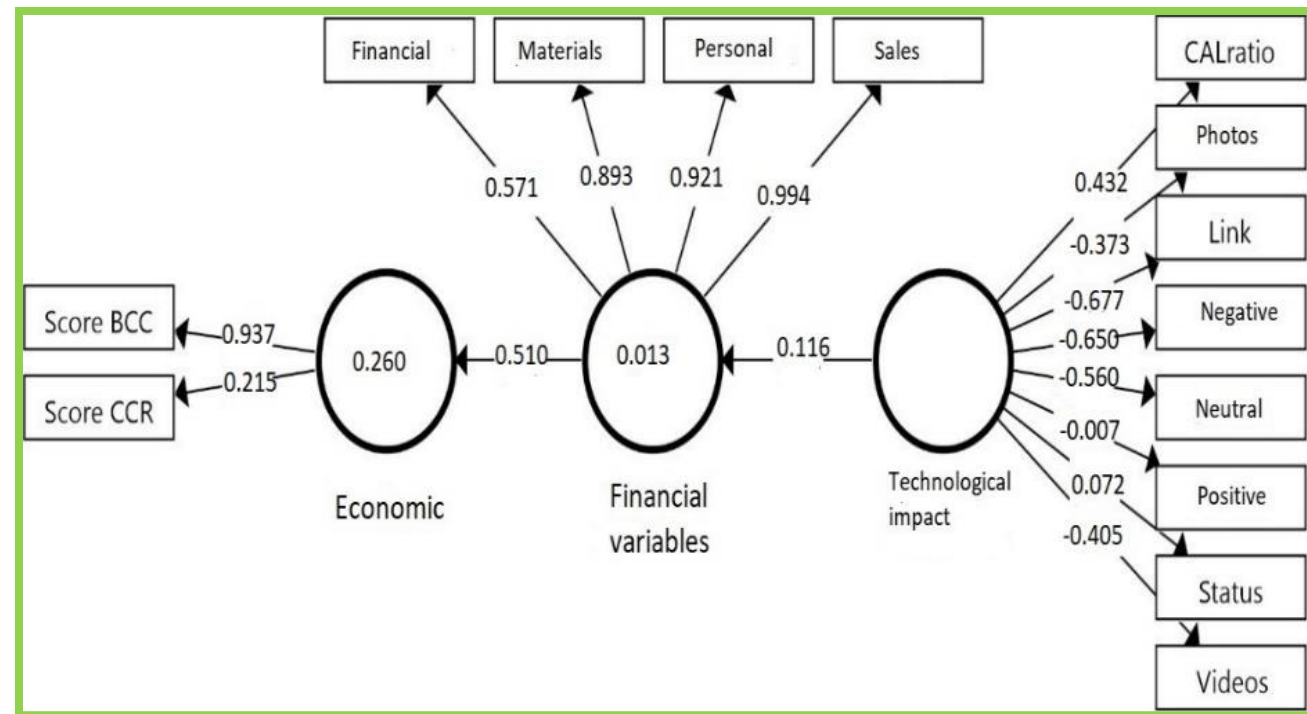 Financial
Materials
Personal
Sales
CALratio
Photos
Link
Negative
Neutral
Positive
Status
Videos
0.571
0.893
0.921
0.994
0.432
-0.373
-0.677
-0.650
-0.560
-0.007
0.072
-0.405
Score BCC
Score CCR
0.937
0.215
0.260
0.510
0.013
0.116
Economic
Financial
variables
Technological
impact